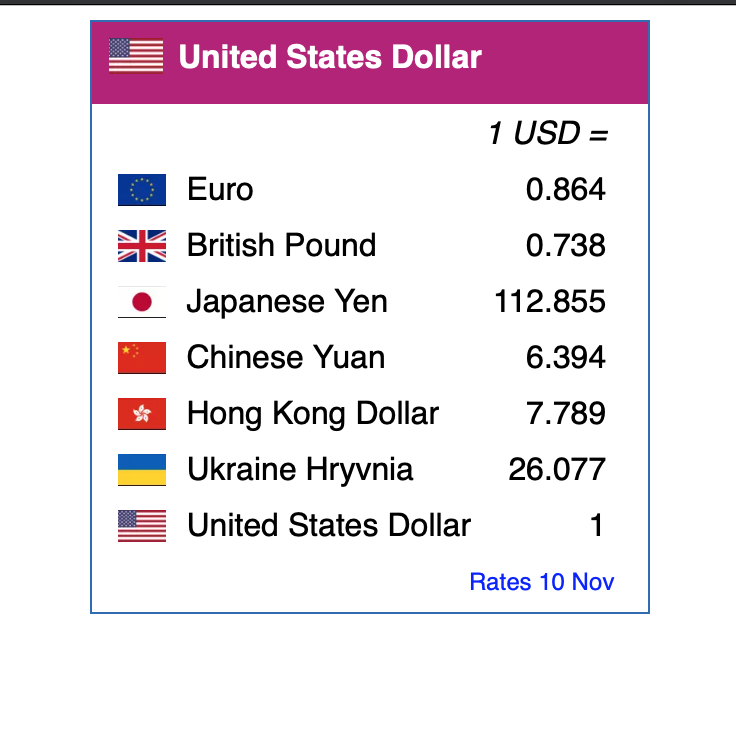 United States Dollar
1 USD =
Euro 0.864
British Pound 0.738
Japanese Yen 112.855
Chinese Yuan 6.394
Hong Kong Dollar 7.789
Ukraine Hryvnia 26.077
United States Dollar 1
Rates 10 Nov